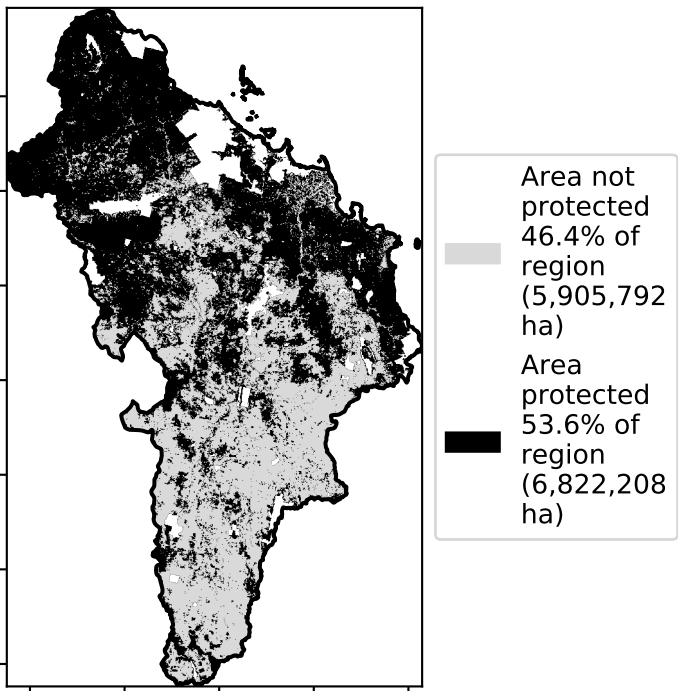 Area not
protected
46.4% of
region
(5,905,792
ha)
Area
protected
53.6% of
region
(6,822,208
ha)